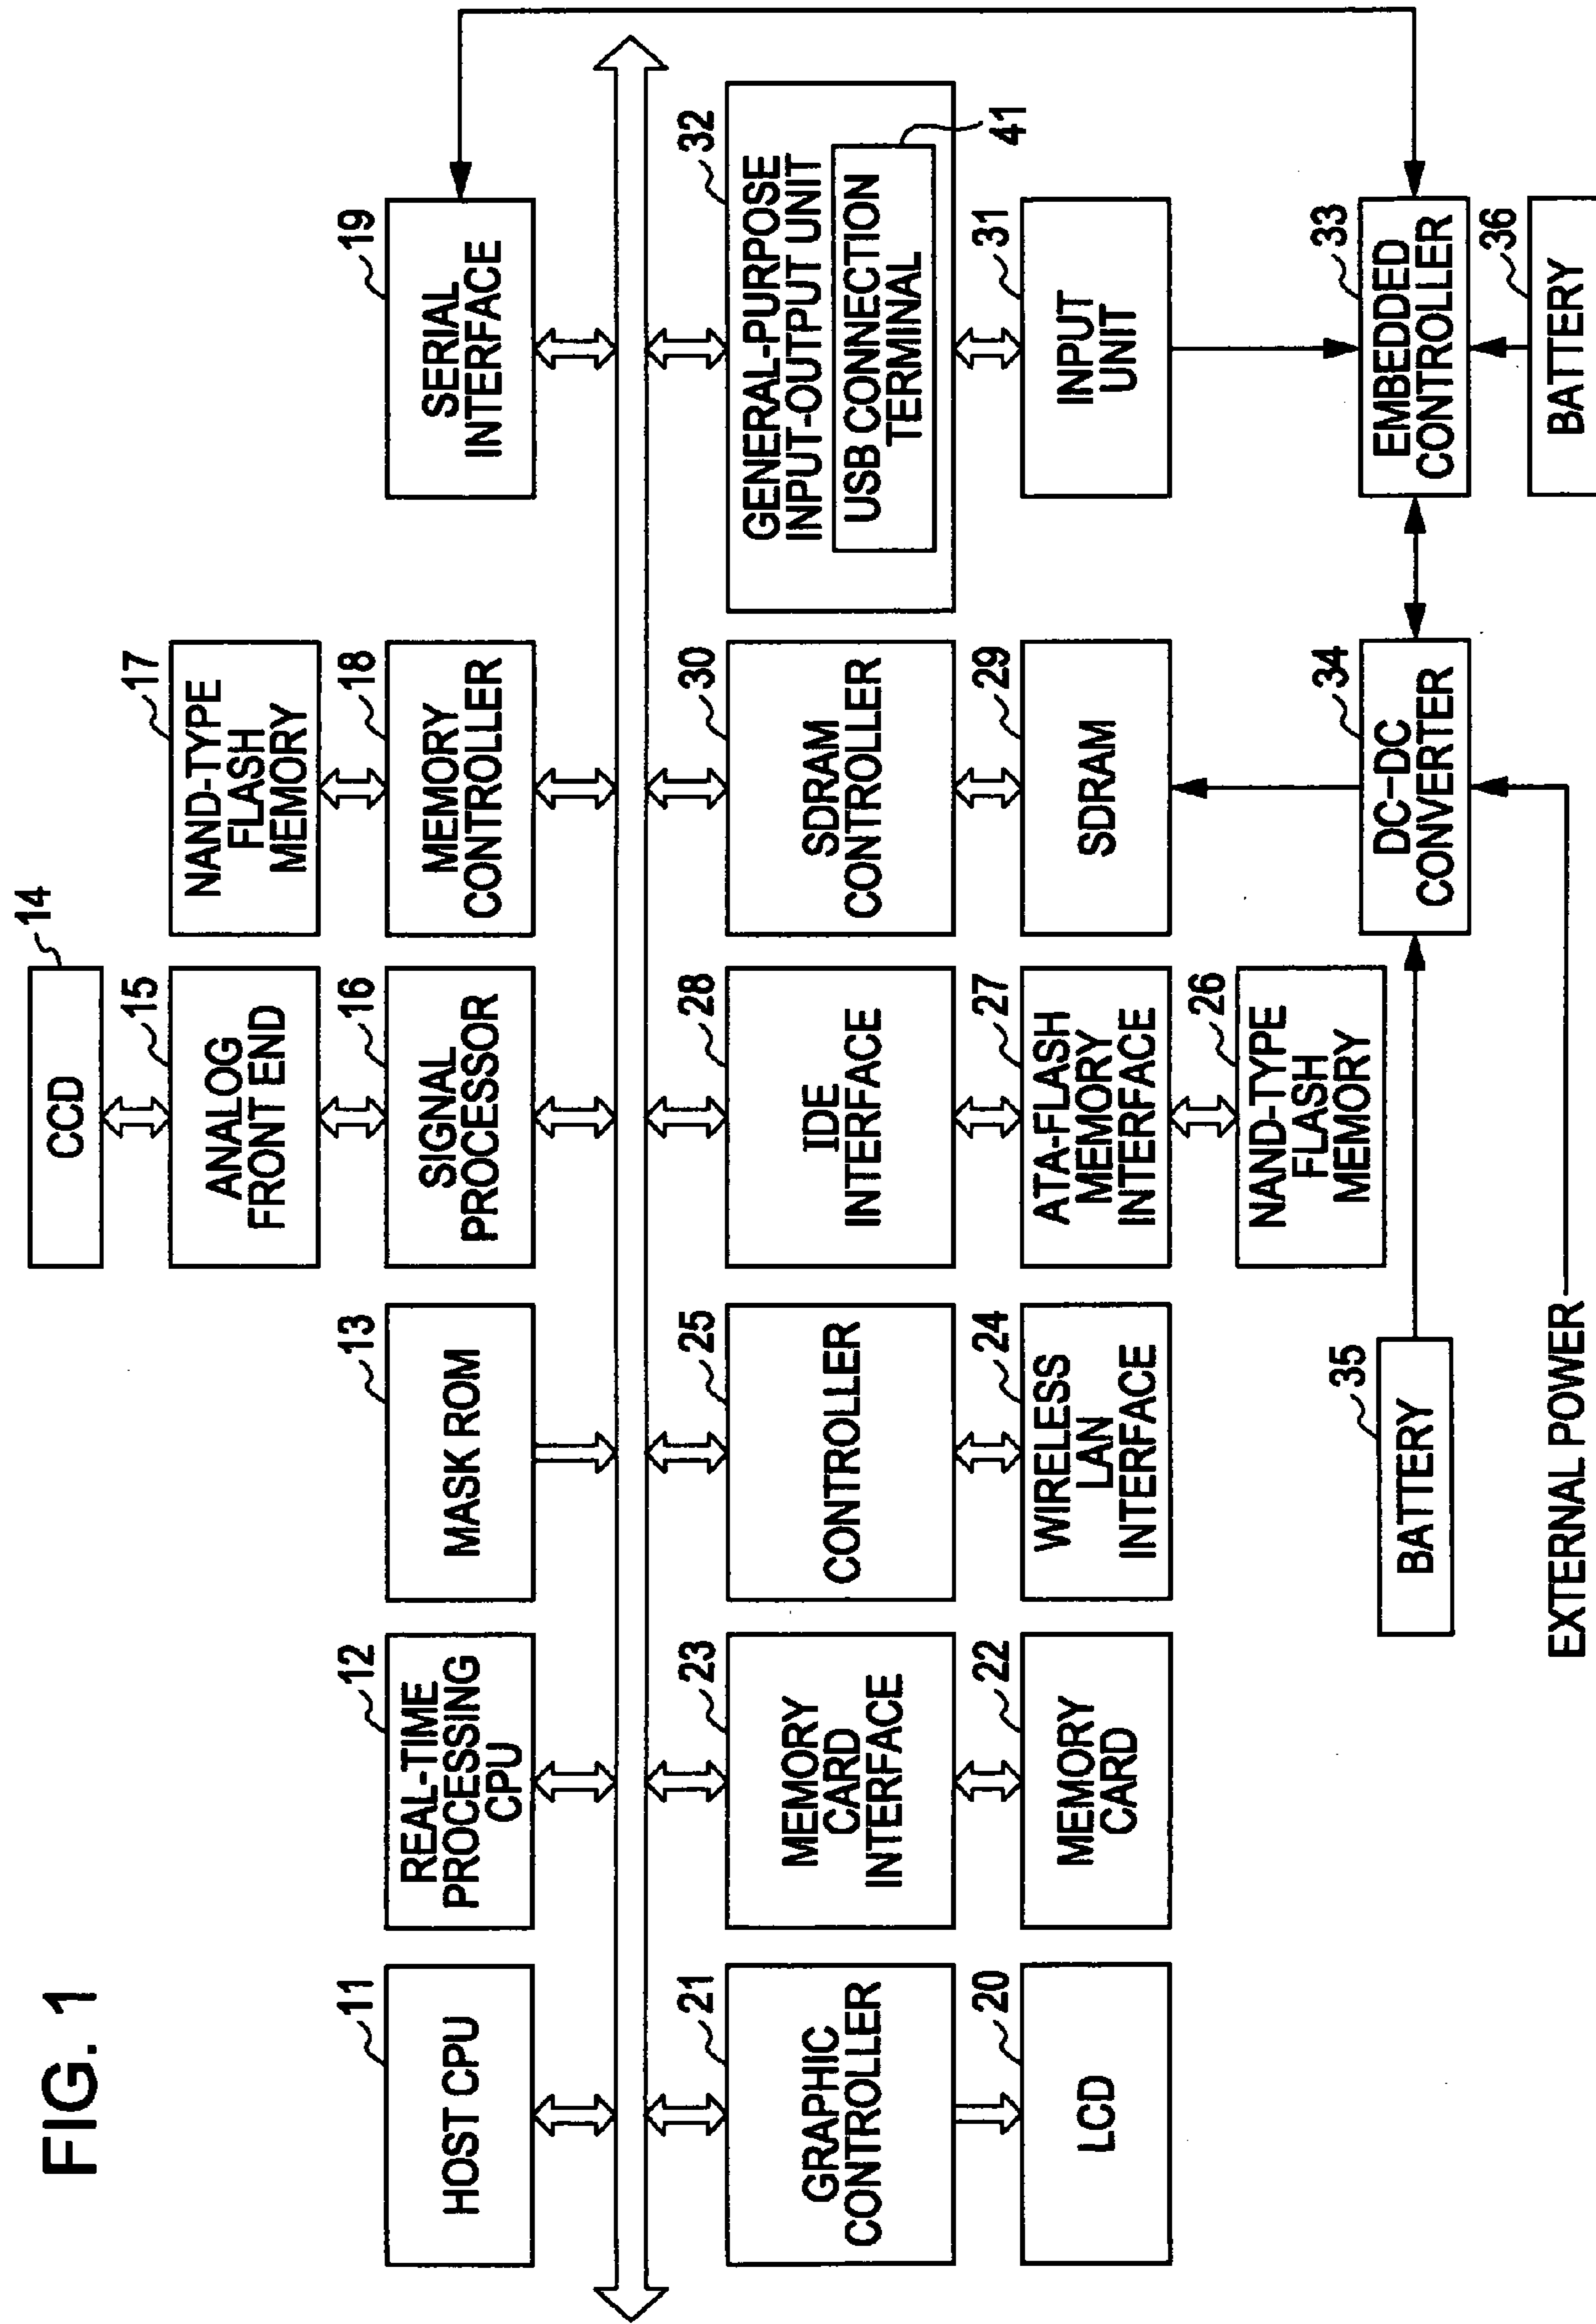 FIG. 1
14
CCD
15
ANALOG
FRONT END
17
NAND-TYPE
FLASH
MEMORY
11
HOST CPU
12
REAL-TIME
PROCESSING
CPU
13
MASK ROM
16
SIGNAL
PROCESSOR
18
MEMORY
CONTROLLER
19
SERIAL
INTERFACE
21
GRAPHIC
CONTROLLER
23
MEMORY
CARD
INTERFACE
25
CONTROLLER
28
IDE
INTERFACE
30
SDRAM
CONTROLLER
32
GENERAL-PURPOSE
INPUT-OUTPUT UNIT
USB CONNECTION
TERMINAL
41
20
LCD
22
MEMORY
CARD
24
WIRELESS
LAN
INTERFACE
27
ATA-FLASH
MEMORY
INTERFACE
29
SDRAM
31
INPUT
UNIT
26
NAND-TYPE
FLASH
MEMORY
35
BATTERY
34
DC-DC
CONVERTER
33
EMBEDDED
CONTROLLER
EXTERNAL POWER
36
BATTERY